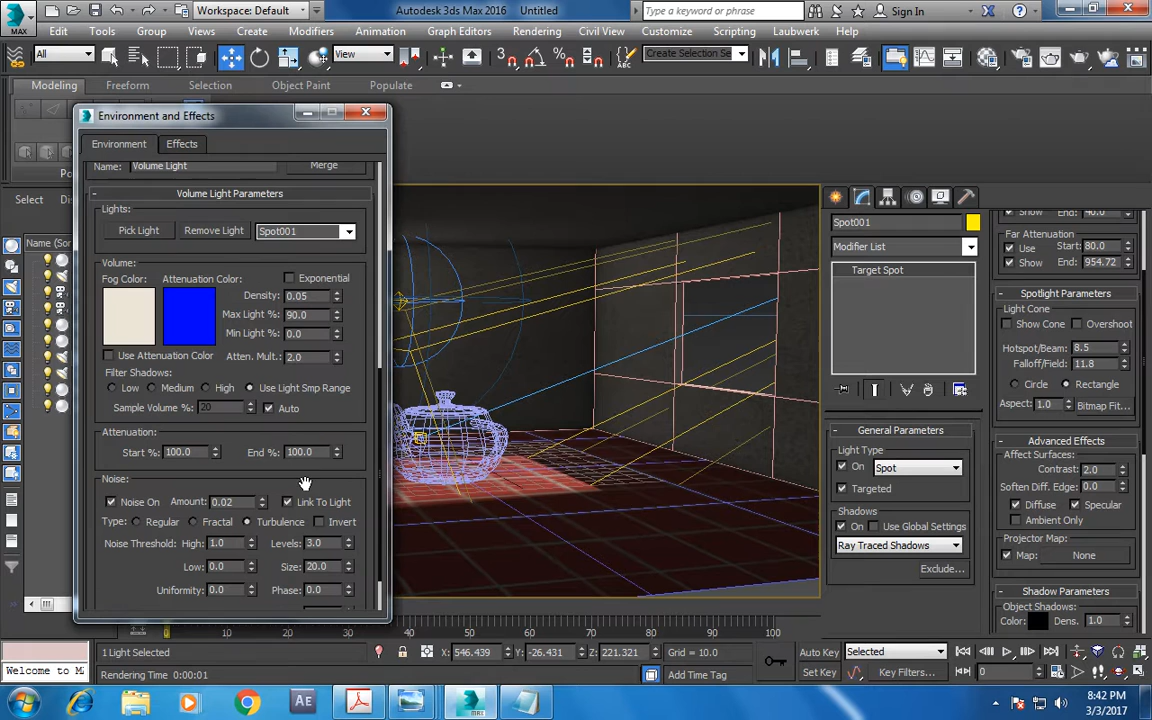 Workspace: Default
Autodesk 3ds Max 2016 Untitled
Type a keyword or phrase
Sign In
MAX
Edit Tools Group Views Create Modifiers Animation Graph Editors Rendering Civil View Customize Scripting Laubwerk Help
All
View
Create Selection Se
Modeling Freeform Selection Object Paint Populate
Environment and Effects
Environment Effects
Name: Volume Light Merge
Volume Light Parameters
Lights:
Pick Light Remove Light Spot001
Volume:
Fog Color: Attenuation Color: Exponential
Density: 0.05
Max Light %: 90.0
Min Light %: 0.0
Use Attenuation Color Atten. Mult.: 2.0
Filter Shadows:
Low Medium High Use Light Smp Range
Sample Volume %: 20 Auto
Attenuation:
Start %: 100.0 End %: 100.0
Noise:
Noise On Amount: 0.02 Link To Light
Type: Regular Fractal Turbulence Invert
Noise Threshold: High: 1.0 Levels: 3.0
Low: 0.0 Size: 20.0
Uniformity: 0.0 Phase: 0.0
Select
Name (Sor
Spot001
Modifier List
Target Spot
General Parameters
Light Type
On Spot
Targeted
Shadows
On Use Global Settings
Ray Traced Shadows
Exclude...
Show End: 40.0
Far Attenuation
Use Start: 80.0
Show End: 954.72
Spotlight Parameters
Light Cone
Show Cone Overshoot
Hotspot/Beam: 8.5
Falloff/Field: 11.8
Circle Rectangle
Aspect: 1.0 Bitmap Fit...
Advanced Effects
Affect Surfaces:
Contrast: 2.0
Soften Diff. Edge: 0.0
Diffuse Specular
Ambient Only
Projector Map:
Map: None
Shadow Parameters
Object Shadows:
Color: Dens. 1.0
0 10 20 30 40 50 60 70 80 90 100
1 Light Selected X: 546.439 Y: -26.431 Z: 221.321 Grid = 10.0
Auto Key Selected
Welcome to M
Rendering Time 0:00:01
Add Time Tag
Set Key Key Filters... 0
8:42 PM
3/3/2017